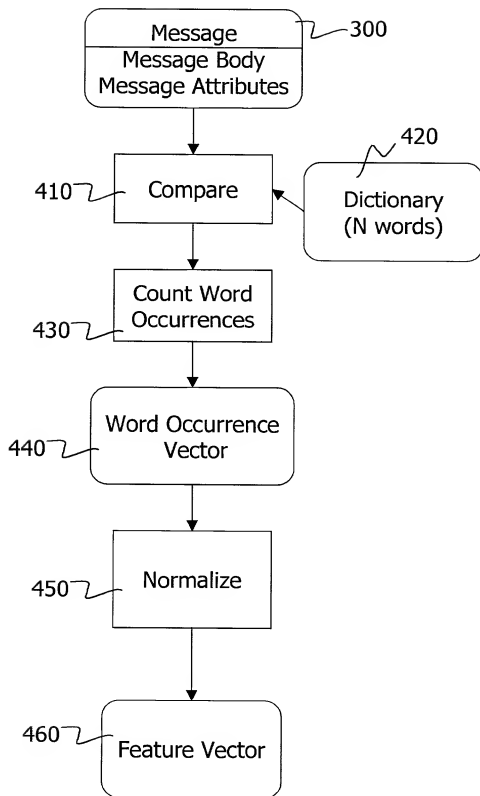 Message
300
Message Body
Message Attributes
420
410
Compare
Dictionary
(N words)
Count Word
Occurrences
430
Word Occurrence
Vector
440
Normalize
450
460
Feature Vector